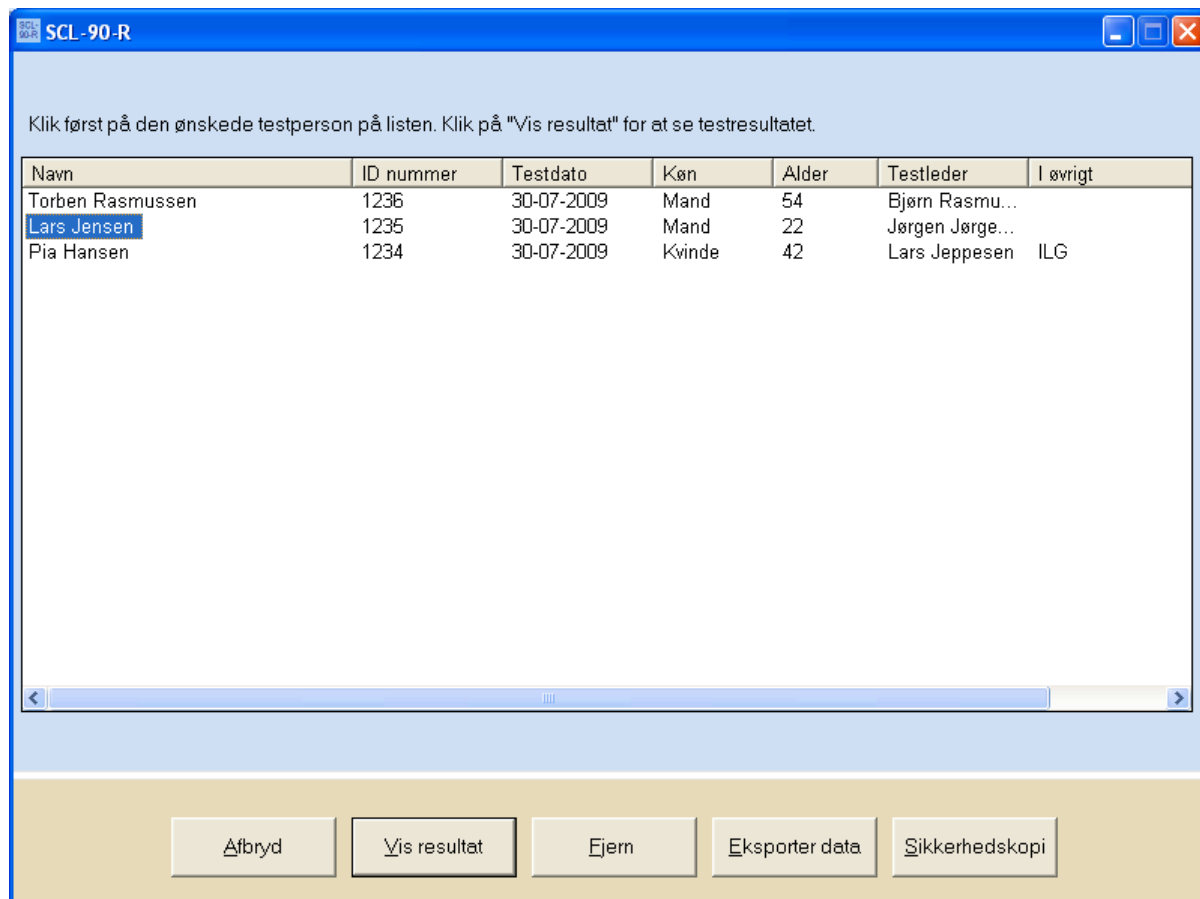 SCL-90-R SCL-90-R
Klik først på den ønskede testperson på listen. Klik på "Vis resultat" for at se testresultatet.
Navn ID nummer Testdato Køn Alder Testleder I øvrigt
Torben Rasmussen 1236 30-07-2009 Mand 54 Bjørn Rasmu...
Lars Jensen 1235 30-07-2009 Mand 22 Jørgen Jørge...
Pia Hansen 1234 30-07-2009 Kvinde 42 Lars Jeppesen ILG
Afbryd Vis resultat Fjern Eksporter data Sikkerhedskopi